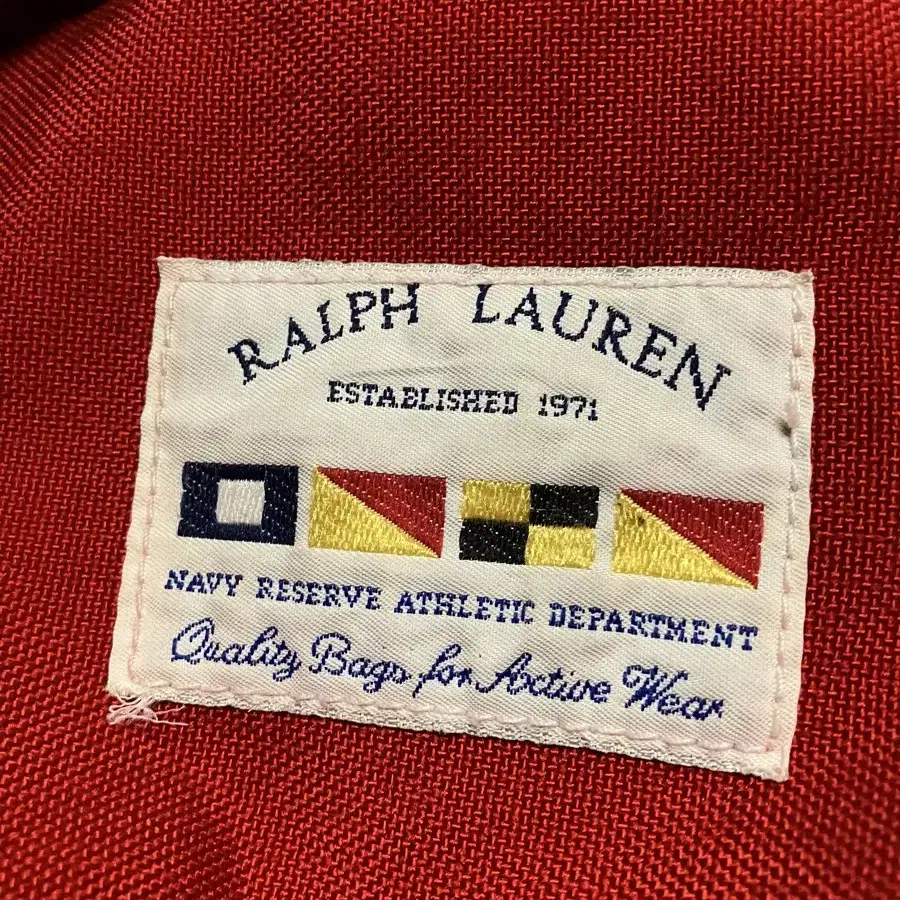 RALPH LAUREN
ESTABLISHED 1971
NAVY RESERVE ATHLETIC DEPARTMENT
Quality Bags for Active Wear